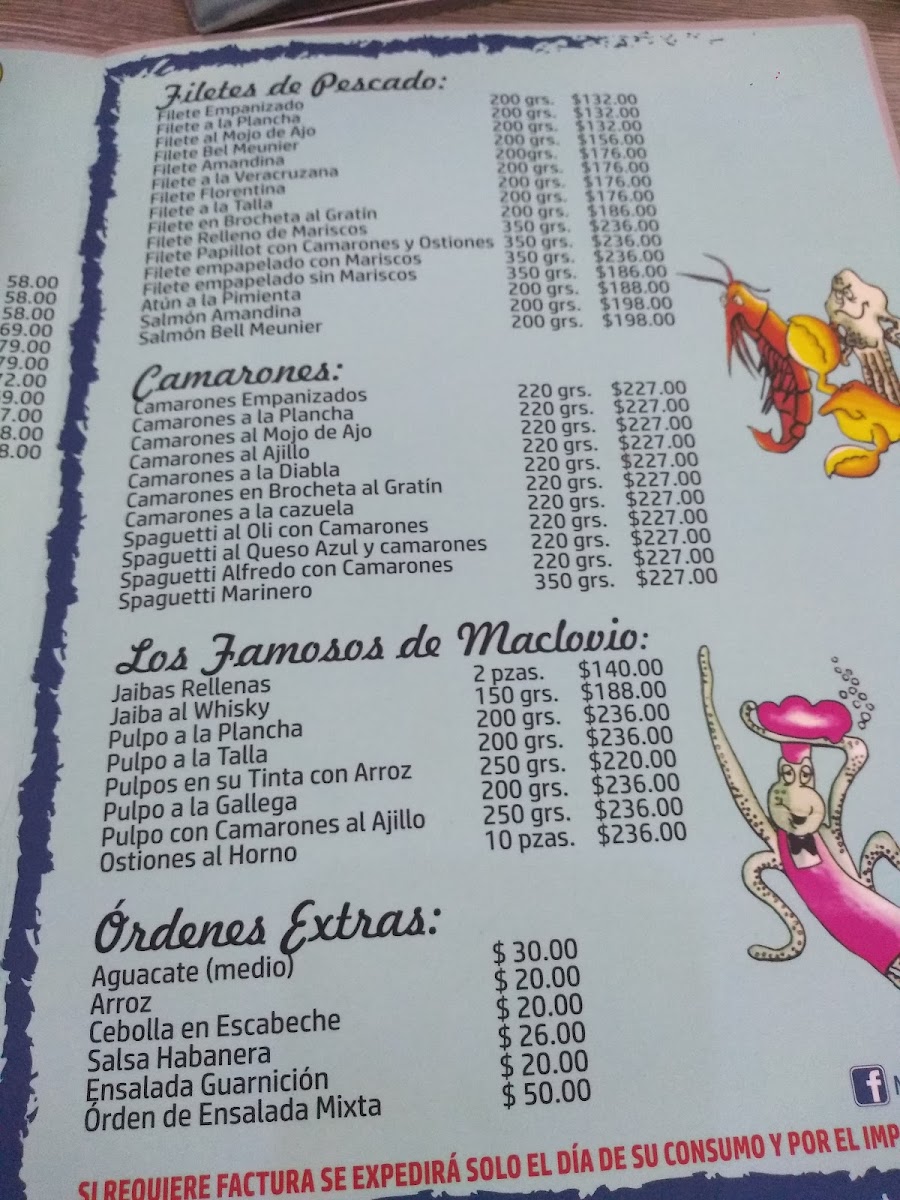 58.00
58.00
58.00
69.00
79.00
79.00
2.00
9.00
7.00
8.00
8.00
Filetes de Pescado:
Filete Empanizado 200 grs. $132.00
Filete a la Plancha 200 grs. $132.00
Filete al Mojo de Ajo 200 grs. $132.00
Filete Bel Meunier 200 grs. $156.00
Filete Amandina 200grs. $176.00
Filete a la Veracruzana 200 grs. $176.00
Filete Florentina 200 grs. $176.00
Filete a la Talla 200 grs. $176.00
Filete en Brocheta al Gratín 200 grs. $186.00
Filete Relleno de Mariscos 350 grs. $236.00
Filete Papillot con Camarones y Ostiones 350 grs. $236.00
Filete empapelado con Mariscos 350 grs. $236.00
Filete empapelado sin Mariscos 350 grs. $186.00
Atún a la Pimienta 200 grs. $188.00
Salmón Amandina 200 grs. $198.00
Salmón Bell Meunier 200 grs. $198.00
Camarones:
Camarones Empanizados 220 grs. $227.00
Camarones a la Plancha 220 grs. $227.00
Camarones al Mojo de Ajo 220 grs. $227.00
Camarones al Ajillo 220 grs. $227.00
Camarones a la Diabla 220 grs. $227.00
Camarones en Brocheta al Gratín 220 grs. $227.00
Camarones a la cazuela 220 grs. $227.00
Spaguetti al Oli con Camarones 220 grs. $227.00
Spaguetti al Queso Azul y camarones 220 grs. $227.00
Spaguetti Alfredo con Camarones 220 grs. $227.00
Spaguetti Marinero 350 grs. $227.00
Los Famosos de Maclovio:
Jaibas Rellenas 2 pzas. $140.00
Jaiba al Whisky 150 grs. $188.00
Pulpo a la Plancha 200 grs. $236.00
Pulpo a la Talla 200 grs. $236.00
Pulpos en su Tinta con Arroz 250 grs. $220.00
Pulpo a la Gallega 200 grs. $236.00
Pulpo con Camarones al Ajillo 250 grs. $236.00
Ostiones al Horno 10 pzas. $236.00
Órdenes Extras:
Aguacate (medio) $ 30.00
Arroz $ 20.00
Cebolla en Escabeche $ 20.00
Salsa Habanera $ 26.00
Ensalada Guarnición $ 20.00
Órden de Ensalada Mixta $ 50.00
f
SI REQUIERE FACTURA SE EXPEDIRÁ SOLO EL DÍA DE SU CONSUMO Y POR EL IMP